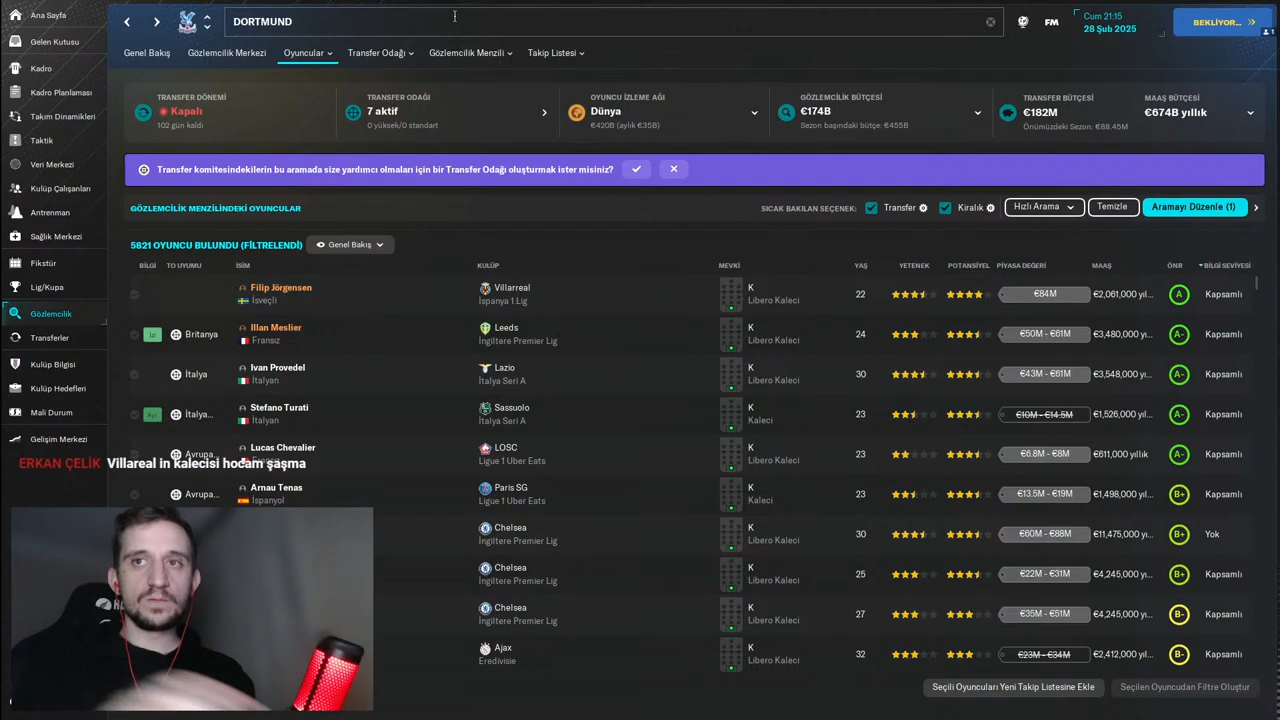 Ana Sayfa
Gelen Kutusu
Kadro
Kadro Planlaması
Takım Dinamikleri
Taktik
Veri Merkezi
Kulüp Çalışanları
Antrenman
Sağlık Merkezi
Fikstür
Lig/Kupa
Gözlemcilik
Transferler
Kulüp Bilgisi
Kulüp Hedefleri
Mali Durum
Gelişim Merkezi
DORTMUND
FM
Cum 21:15
28 Şub 2025
BEKLİYOR...
1
Genel Bakış Gözlemcilik Merkezi Oyuncular Transfer Odağı Gözlemcilik Menzili Takip Listesi
TRANSFER DÖNEMİ
Kapalı
102 gün kaldı
TRANSFER ODAĞI
7 aktif
0 yüksek/0 standart
OYUNCU İZLEME AĞI
Dünya
€420B (aylık €35B)
GÖZLEMCİLİK BÜTÇESİ
€174B
Sezon başındaki bütçe: €455B
TRANSFER BÜTÇESİ
€182M
Önümüzdeki Sezon: €88.45M
MAAŞ BÜTÇESİ
€674B yıllık
Transfer komitesindekilerin bu aramada size yardımcı olmaları için bir Transfer Odağı oluşturmak ister misiniz?
GÖZLEMCİLİK MENZİLİNDEKİ OYUNCULAR
SICAK BAKILAN SEÇENEK: Transfer Kiralık Hızlı Arama Temizle Aramayı Düzenle (1)
5821 OYUNCU BULUNDU (FİLTRELENDİ) Genel Bakış
BİLGİ TO UYUMU İSİM KULÜP MEVKİ YAŞ YETENEK POTANSİYEL PİYASA DEĞERİ MAAŞ ÖNR BİLGİ SEVİYESİ
Filip Jörgensen Villarreal K 22 €84M €2,061,000 yıl... A Kapsamlı
İsveçli İspanya 1.Lig Libero Kaleci
İzl Britanya Illan Meslier Leeds K 24 €50M - €61M €3,480,000 yıl... A- Kapsamlı
Fransız İngiltere Premier Lig Libero Kaleci
İtalya Ivan Provedel Lazio K 30 €43M - €61M €3,548,000 yıl... A- Kapsamlı
İtalyan İtalya Seri A Libero Kaleci
İtalya... Stefano Turati Sassuolo K 23 €10M - €14.5M €1,526,000 yıl... A- Kapsamlı
İtalyan İtalya Seri A Kaleci
Avrupa... Lucas Chevalier LOSC K 23 €6.8M - €8M €611,000 yıllık A- Kapsamlı
Ligue 1 Uber Eats Libero Kaleci
ERKAN ÇELİK Villareal in kalecisi hocam şaşma
Avrupa... Arnau Tenas Paris SG K 23 €13.5M - €19M €1,498,000 yıl... B+ Kapsamlı
İspanyol Ligue 1 Uber Eats Kaleci
Chelsea K 30 €60M - €88M €11,475,000 yı... B+ Yok
İngiltere Premier Lig Libero Kaleci
Chelsea K 25 €22M - €31M €4,245,000 yıl... B+ Kapsamlı
İngiltere Premier Lig Libero Kaleci
Chelsea K 27 €35M - €51M €4,245,000 yıl... B- Kapsamlı
İngiltere Premier Lig Libero Kaleci
Ajax K 32 €23M - €34M €2,412,000 yıl... B- Kapsamlı
Eredivisie Libero Kaleci
Seçili Oyuncuları Yeni Takip Listesine Ekle Seçilen Oyuncudan Filtre Oluştur